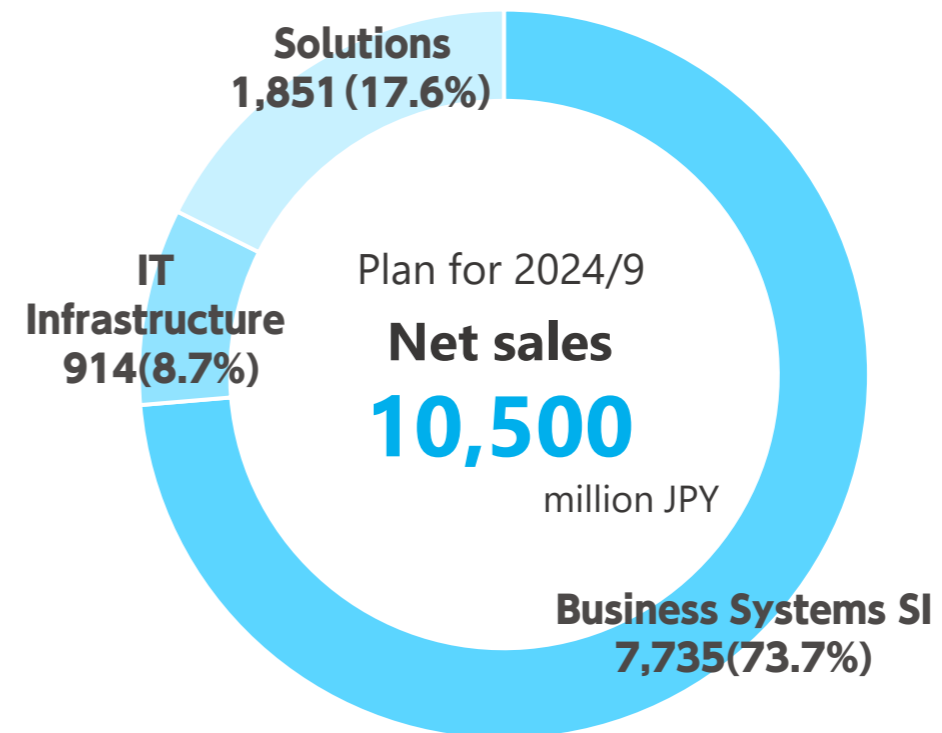 Solutions
1,851(17.6%)
IT
Infrastructure
914(8.7%)
Plan for 2024/9
Net sales
10,500
million JPY
Business Systems SI
7,735(73.7%)